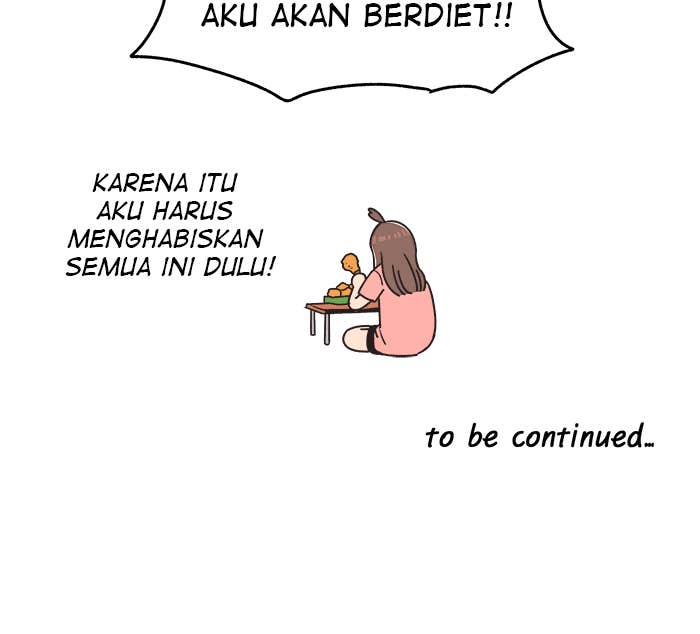 AKU AKAN BERDIET!!
KARENA ITU
AKU HARUS
MENGHABISKAN
SEMUA INI DULU!
to be continued...